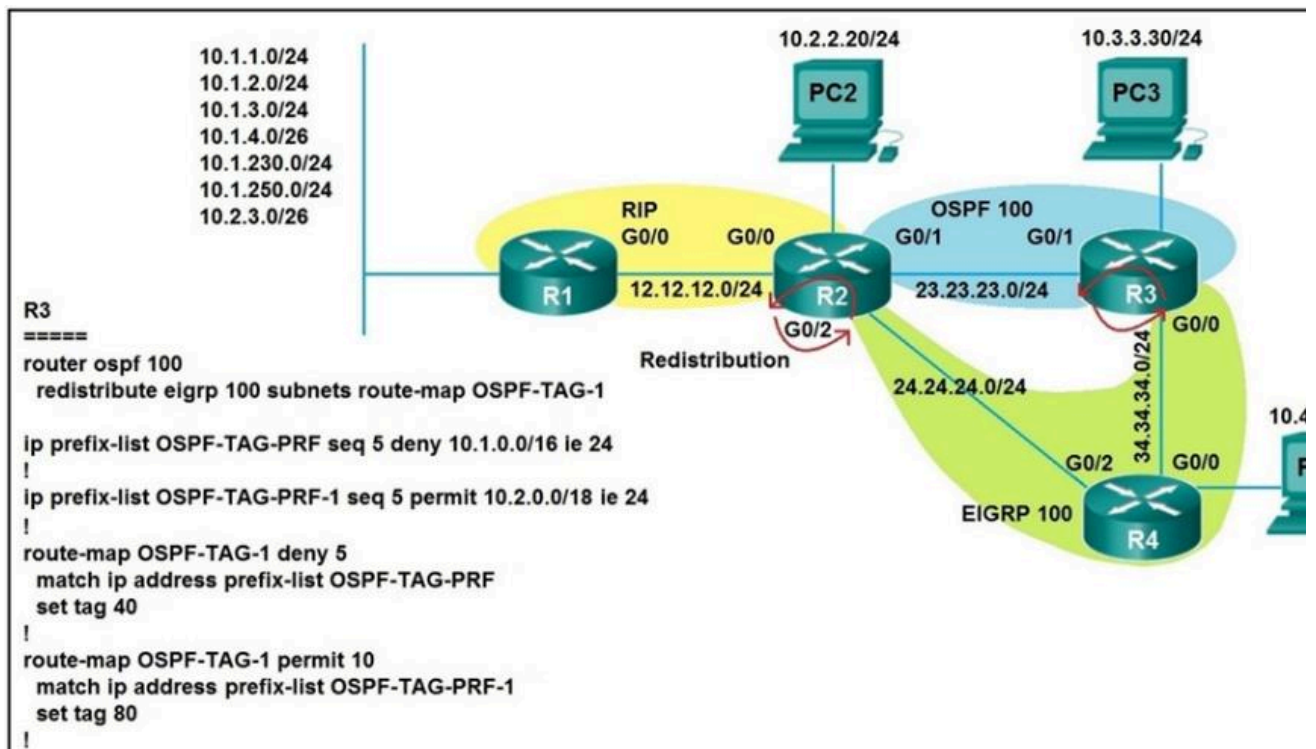 10.1.1.0/24
10.1.2.0/24
10.1.3.0/24
10.1.4.0/26
10.1.230.0/24
10.1.250.0/24
10.2.3.0/26
10.2.2.20/24
10.3.3.30/24
PC2
PC3
RIP
OSPF 100
G0/0
G0/0
G0/1
G0/1
R1
12.12.12.0/24
R2
23.23.23.0/24
R3
G0/2
G0/0
Redistribution
24.24.24.0/24
34.34.34.0/24
10.4
G0/2
G0/0
P
EIGRP 100
R4
R3
=====
router ospf 100
redistribute eigrp 100 subnets route-map OSPF-TAG-1
ip prefix-list OSPF-TAG-PRF seq 5 deny 10.1.0.0/16 ie 24
!
ip prefix-list OSPF-TAG-PRF-1 seq 5 permit 10.2.0.0/18 ie 24
!
route-map OSPF-TAG-1 deny 5
match ip address prefix-list OSPF-TAG-PRF
set tag 40
!
route-map OSPF-TAG-1 permit 10
match ip address prefix-list OSPF-TAG-PRF-1
set tag 80
!